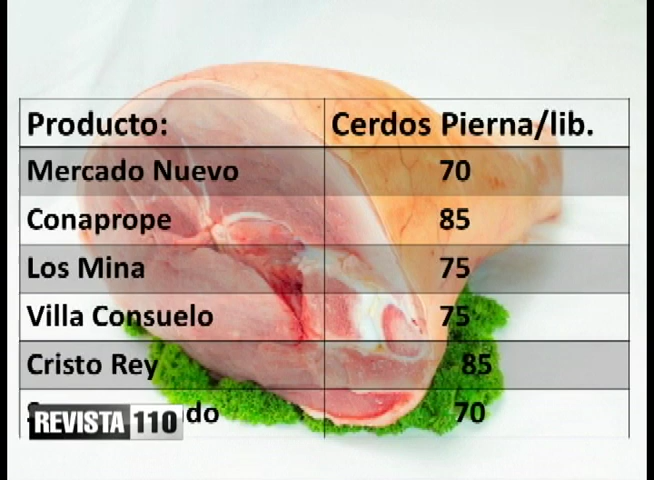 Producto: Cerdos Pierna/lib.
Mercado Nuevo 70
Conaprope 85
Los Mina 75
Villa Consuelo 75
Cristo Rey 85
70
REVISTA 110